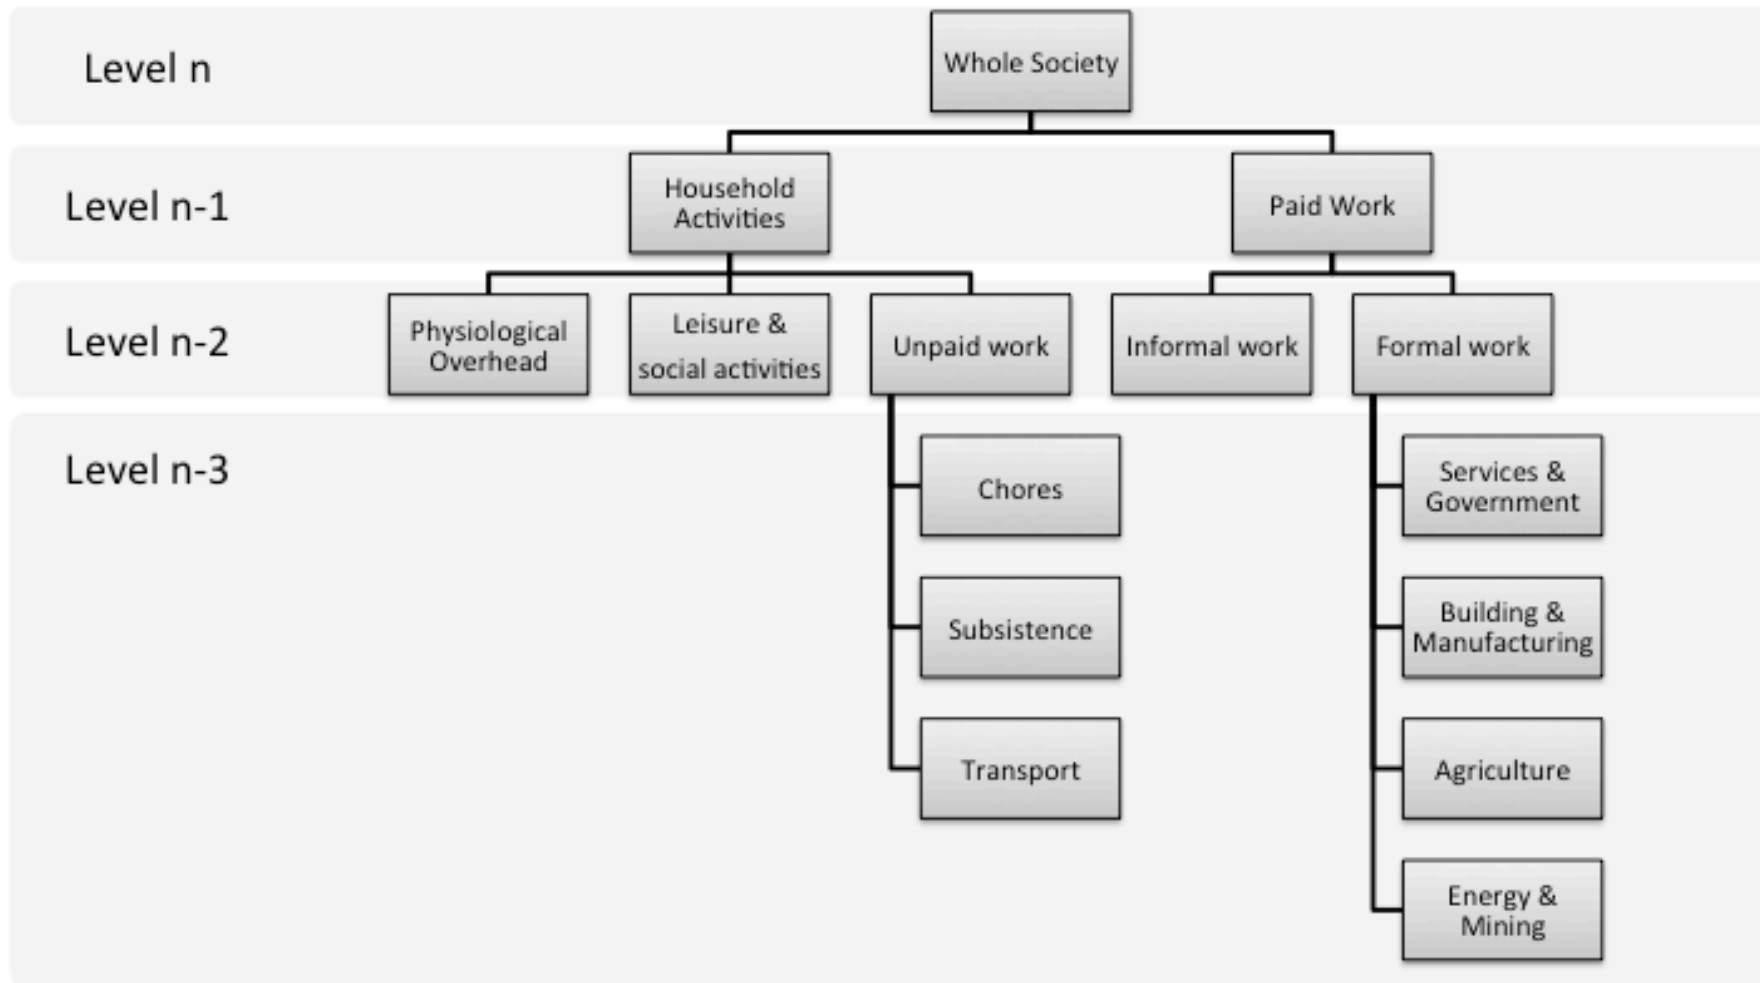 Level n
Whole Society
Level n-1
Household
Activities
Paid Work
Level n-2
Physiological
Overhead
Leisure &
social activities
Unpaid work
Informal work
Formal work
Level n-3
Chores
Subsistence
Transport
Services &
Government
Building &
Manufacturing
Agriculture
Energy &
Mining